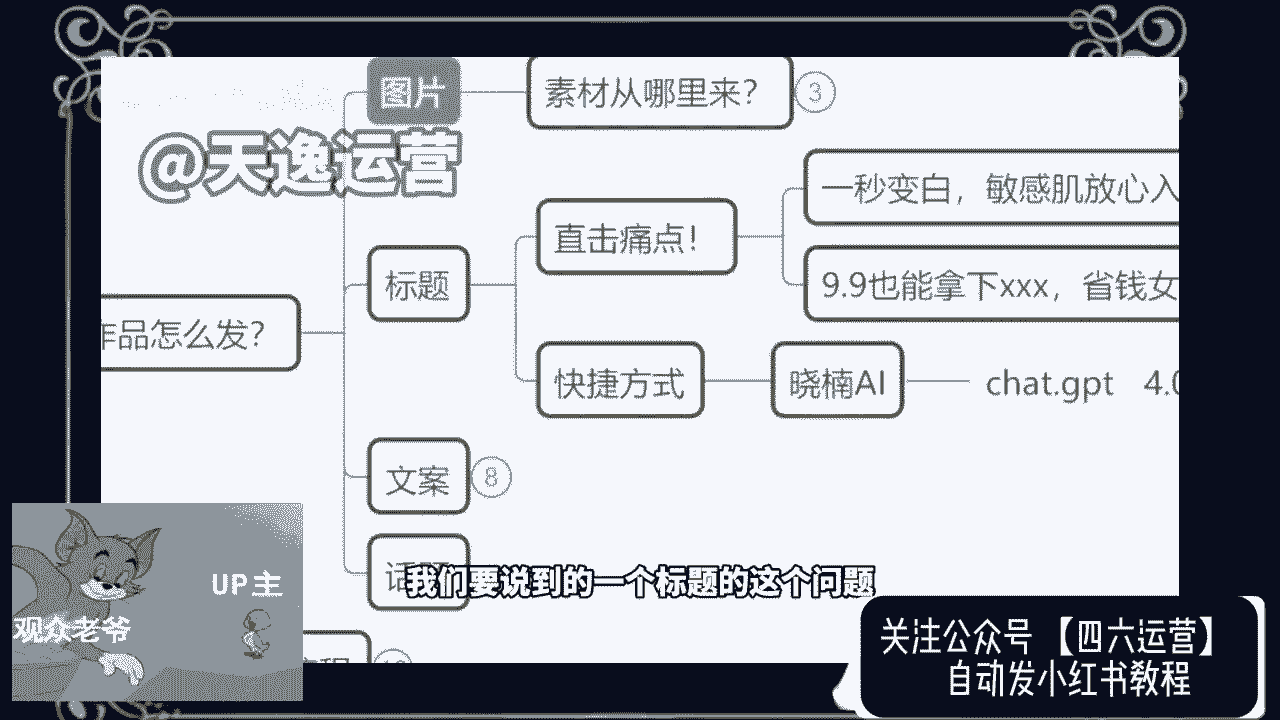 图片
素材从哪里来？
3
@天逸运营
一秒变白，敏感肌放心入
直击痛点！
标题
9.9也能拿下xxx，省钱女
作品怎么发？
快捷方式
晓楠AI
chat.gpt 4.0
文案
8
我们要说到的一个标题的这个问题
UP主
观众老爷
关注公众号【四六运营】
自动发小红书教程